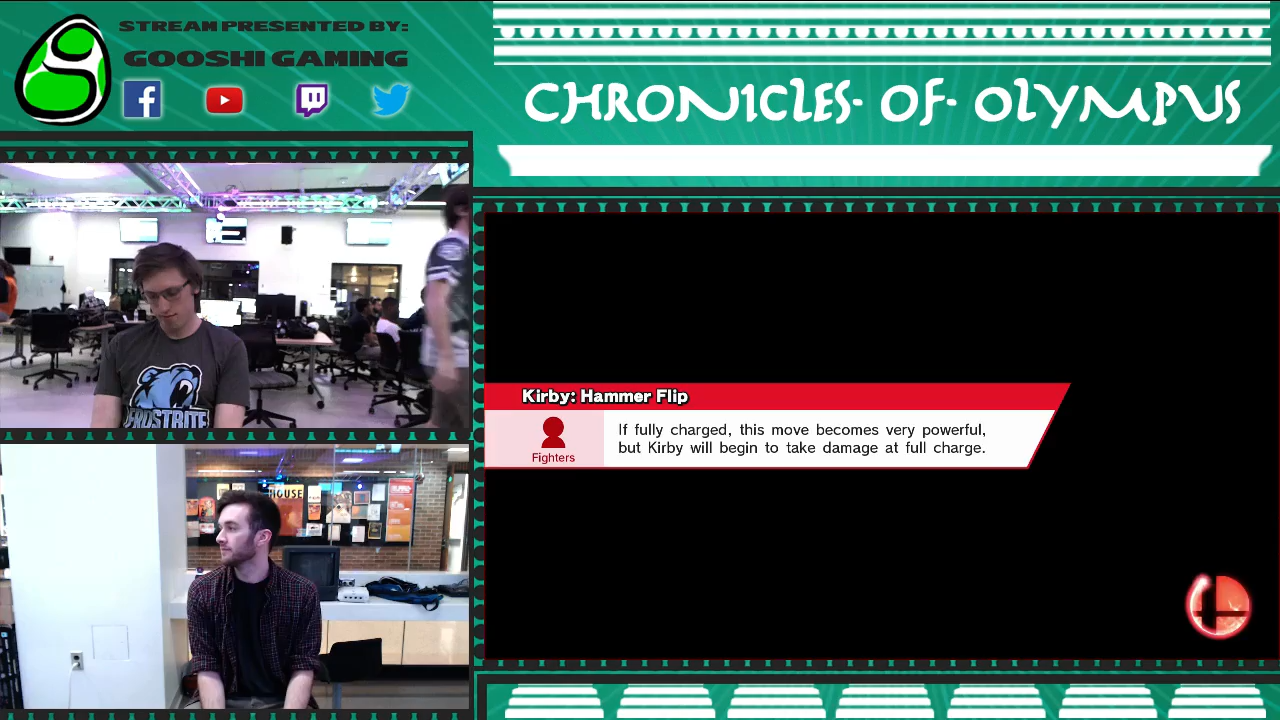 STREAM PRESENTED BY:
GOOSHI GAMING
CHRONICLES· OF· OLYMPUS
HOUSE
Kirby: Hammer Flip
Fighters
If fully charged, this move becomes very powerful,
but Kirby will begin to take damage at full charge.